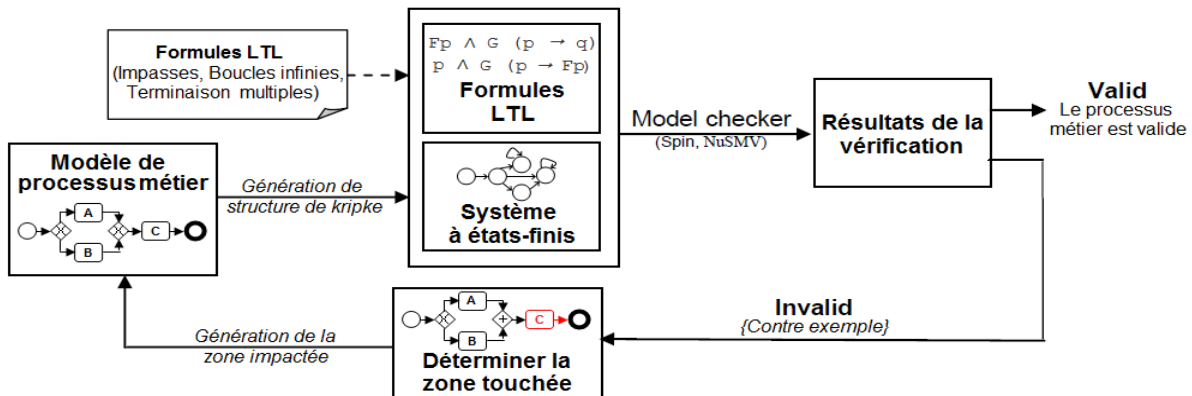 Formules LTL
(Impasses, Boucles infinies,
Terminaison multiples)
Fp ∧ G (p → q)
p ∧ G (p → Fp)
Formules
LTL
Système
à états-finis
Model checker
(Spin, NuSMV)
Résultats de la
vérification
Valid
Le processus
métier est valide
Modèle de
processus métier
A
B
C
Génération de
structure de kripke
Invalid
{Contre exemple}
A
B
C
Déterminer la
zone touchée
Génération de la
zone impactée